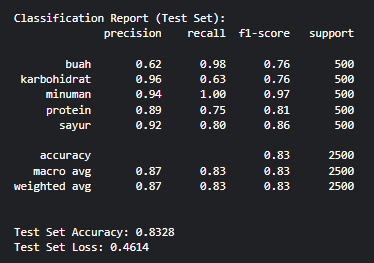 Classification Report (Test Set):
precision recall f1-score support
buah 0.62 0.98 0.76 500
karbohidrat 0.96 0.63 0.76 500
minuman 0.94 1.00 0.97 500
protein 0.89 0.75 0.81 500
sayur 0.92 0.80 0.86 500
accuracy 0.83 2500
macro avg 0.87 0.83 0.83 2500
weighted avg 0.87 0.83 0.83 2500
Test Set Accuracy: 0.8328
Test Set Loss: 0.4614